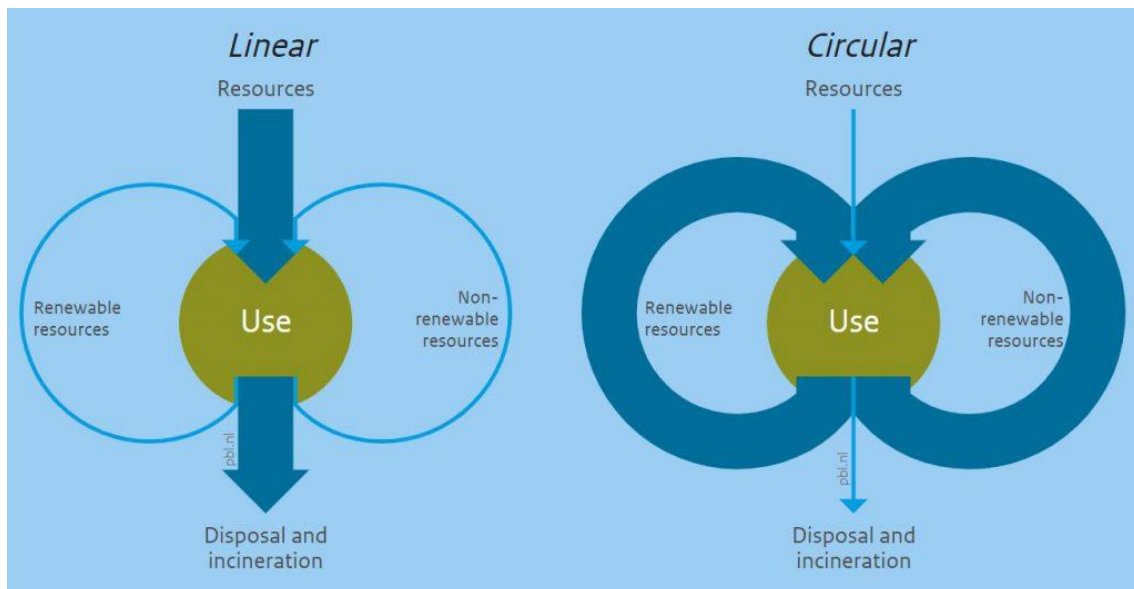 Linear
Resources
Renewable
resources
Use
Non-
renewable
resources
pbl.nl
Disposal and
incineration
Circular
Resources
Renewable
resources
Use
Non-
renewable
resources
pbl.nl
Disposal and
incineration